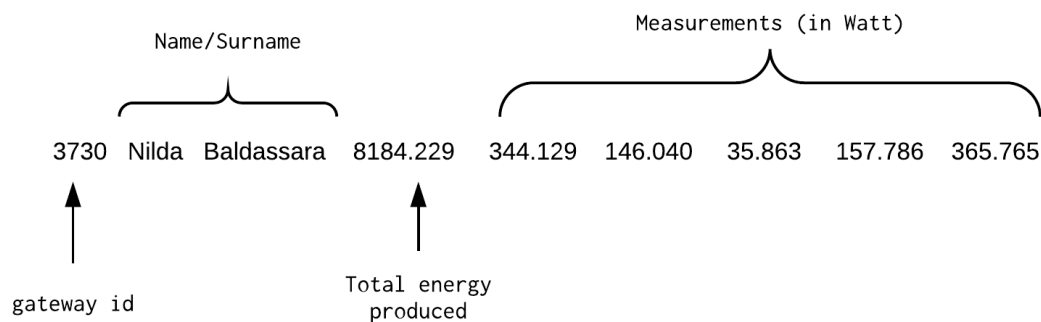 Measurements (in Watt)
Name/Surname
3730 Nilda Baldassara 8184.229 344.129 146.040 35.863 157.786 365.765
gateway id
Total energy
produced